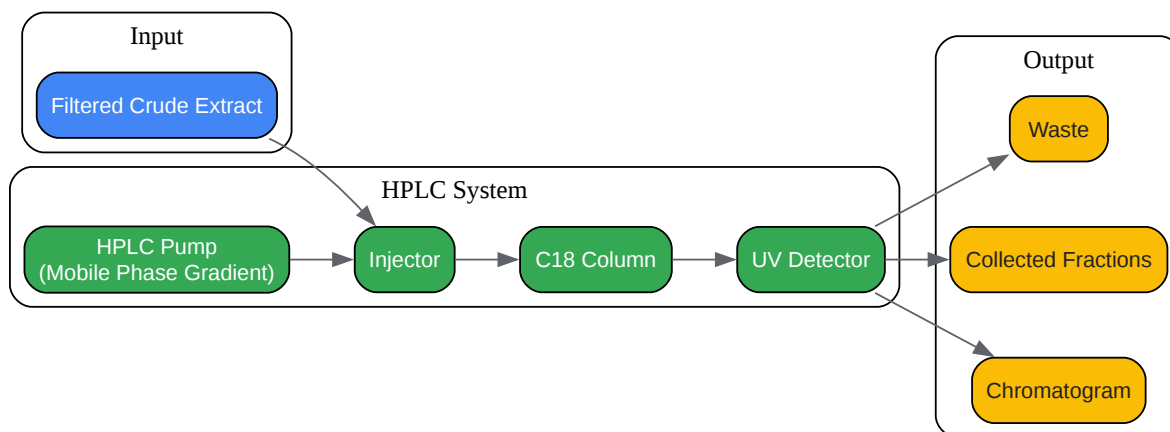 Input
Filtered Crude Extract
HPLC System
HPLC Pump
(Mobile Phase Gradient)
Injector
C18 Column
UV Detector
Output
Waste
Collected Fractions
Chromatogram